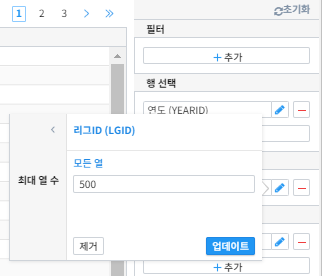 1 2 3
초기화
필터
+ 추가
행 선택
연도 (YEARID)
리그ID (LGID)
모든 열
최대 열 수
500
제거
업데이트
+ 추가